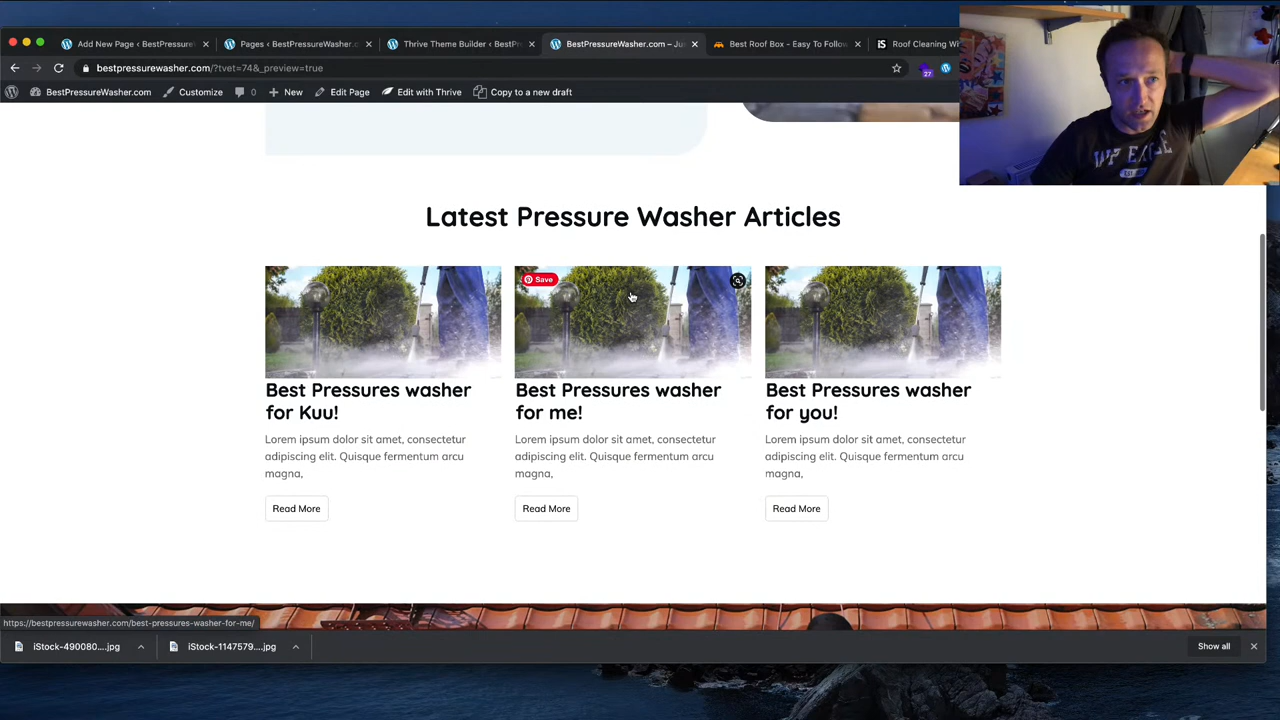 Add New Page ‹ BestPressureW
Pages ‹ BestPressureWasher.c
Thrive Theme Builder ‹ BestPr
BestPressureWasher.com – Ju
Best Roof Box - Easy To Follow
iS Roof Cleaning Wi
bestpressurewasher.com/?tvet=74&_preview=true
27
BestPressureWasher.com
Customize
0
New
Edit Page
Edit with Thrive
Copy to a new draft
Latest Pressure Washer Articles
Save
Best Pressures washer
for Kuu!
Lorem ipsum dolor sit amet, consectetur
adipiscing elit. Quisque fermentum arcu
magna,
Read More
Best Pressures washer
for me!
Lorem ipsum dolor sit amet, consectetur
adipiscing elit. Quisque fermentum arcu
magna,
Read More
Best Pressures washer
for you!
Lorem ipsum dolor sit amet, consectetur
adipiscing elit. Quisque fermentum arcu
magna,
Read More
https://bestpressurewasher.com/best-pressures-washer-for-me/
iStock-490080....jpg
iStock-1147579....jpg
Show all